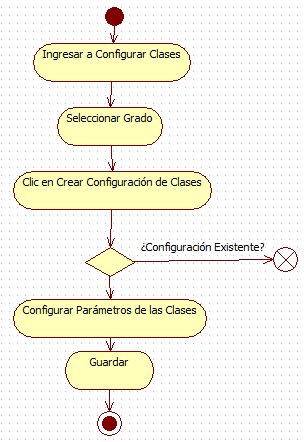 Ingresar a Configurar Clases
Seleccionar Grado
Clic en Crear Configuración de Clases
¿Configuración Existente?
Configurar Parámetros de las Clases
Guardar